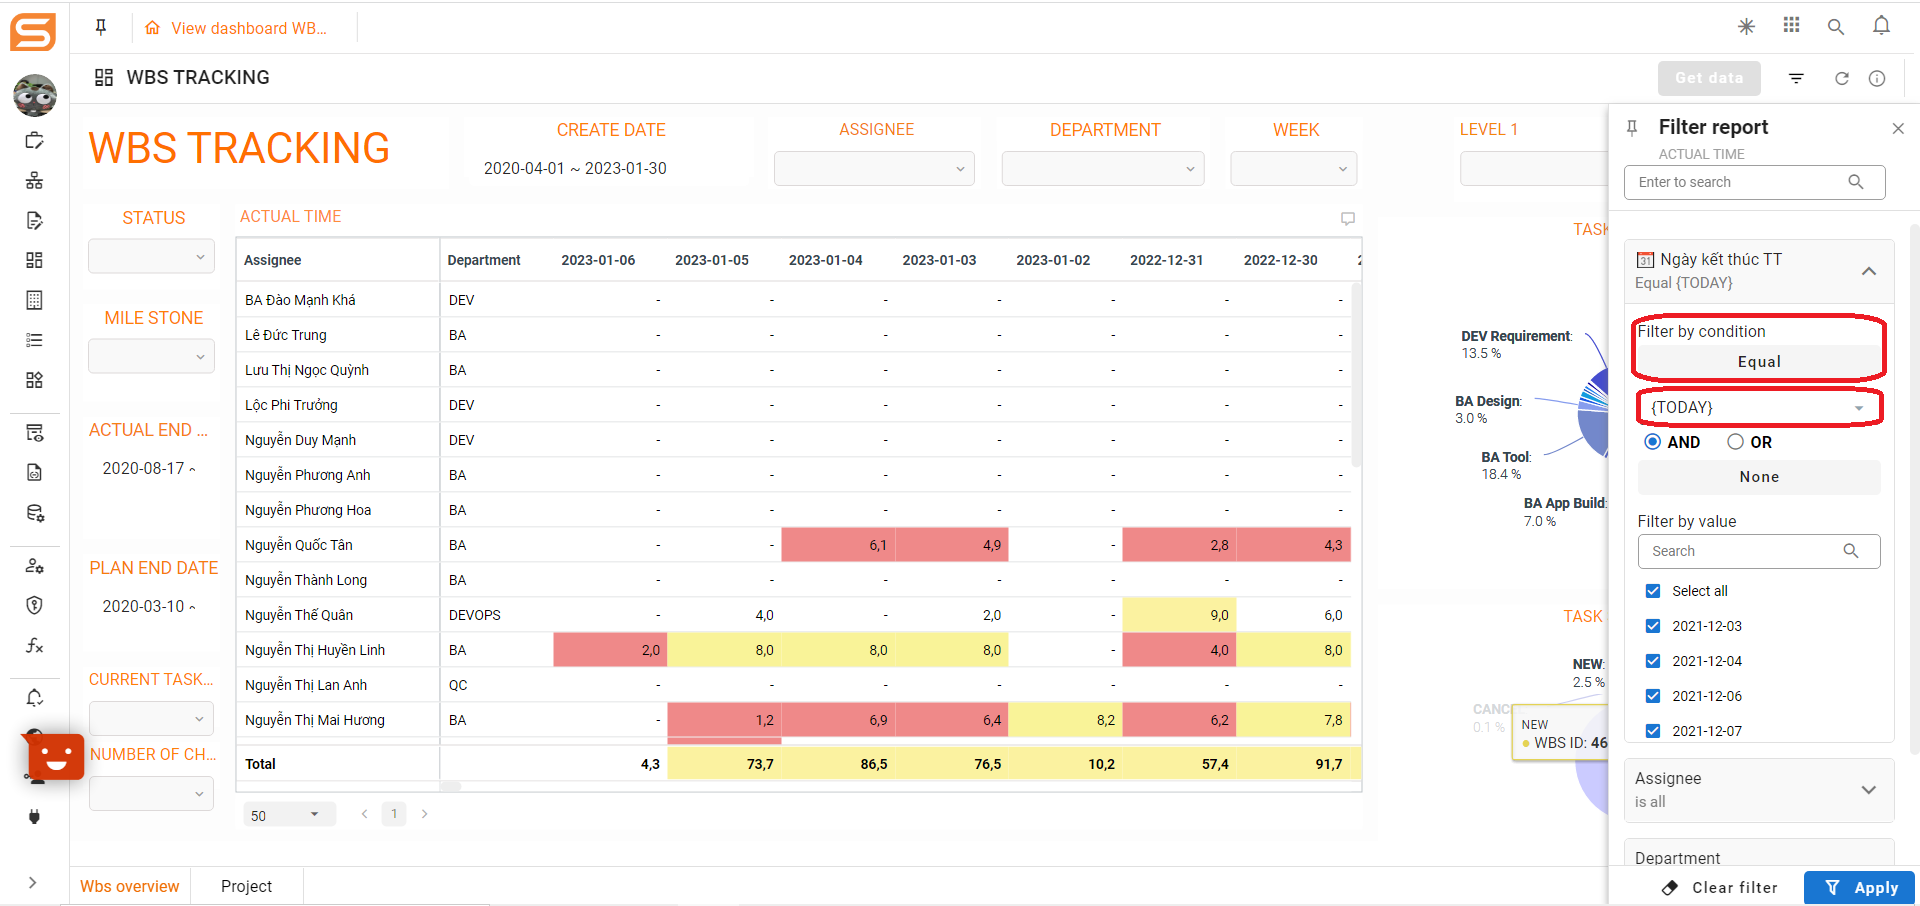 View dashboard WB...
WBS TRACKING
Get data
WBS TRACKING
CREATE DATE
2020-04-01 ~ 2023-01-30
ASSIGNEE
DEPARTMENT
WEEK
LEVEL 1
STATUS
MILE STONE
ACTUAL END ...
2020-08-17 ~
PLAN END DATE
2020-03-10 ~
CURRENT TASK...
NUMBER OF CH...
ACTUAL TIME
Assignee Department 2023-01-06 2023-01-05 2023-01-04 2023-01-03 2023-01-02 2022-12-31 2022-12-30
BA Đào Mạnh Khá DEV - - - - - - -
Lê Đức Trung BA - - - - - - -
Lưu Thị Ngọc Quỳnh BA - - - - - - -
Lộc Phi Trưởng DEV - - - - - - -
Nguyễn Duy Mạnh DEV - - - - - - -
Nguyễn Phương Anh BA - - - - - - -
Nguyễn Phương Hoa BA - - - - - - -
Nguyễn Quốc Tân BA - - 6,1 4,9 - 2,8 4,3
Nguyễn Thành Long BA - - - - - - -
Nguyễn Thế Quân DEVOPS - 4,0 - 2,0 - 9,0 6,0
Nguyễn Thị Huyền Linh BA 2,0 8,0 8,0 8,0 - 4,0 8,0
Nguyễn Thị Lan Anh QC - - - - - - -
Nguyễn Thị Mai Hương BA - 1,2 6,9 6,4 8,2 6,2 7,8
Total 4,3 73,7 86,5 76,5 10,2 57,4 91,7
50
1
TASK
DEV Requirement:
13.5 %
BA Design:
3.0 %
BA Tool:
18.4 %
BA App Build:
7.0 %
TASK
NEW:
2.5 %
CANC
0.1 %
NEW
WBS ID: 46
Wbs overview
Project
Filter report
ACTUAL TIME
Enter to search
31 Ngày kết thúc TT
Equal {TODAY}
Filter by condition
Equal
{TODAY}
AND OR
None
Filter by value
Search
Select all
2021-12-03
2021-12-04
2021-12-06
2021-12-07
Assignee
is all
Department
Clear filter
Apply